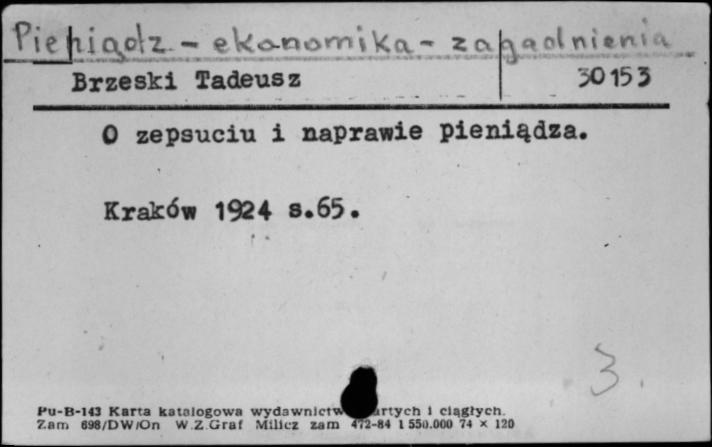 Pieniądz - ekonomika - zagadnienia
Brzeski Tadeusz 30153
O zepsuciu i naprawie pieniądza.
Kraków 1924 s.65.
3.
Pu-B-143 Karta katalogowa wydawnictw artych i ciągłych.
Zam 698/DW/On W.Z.Graf Milicz zam 472-84 1 550.000 74 × 120